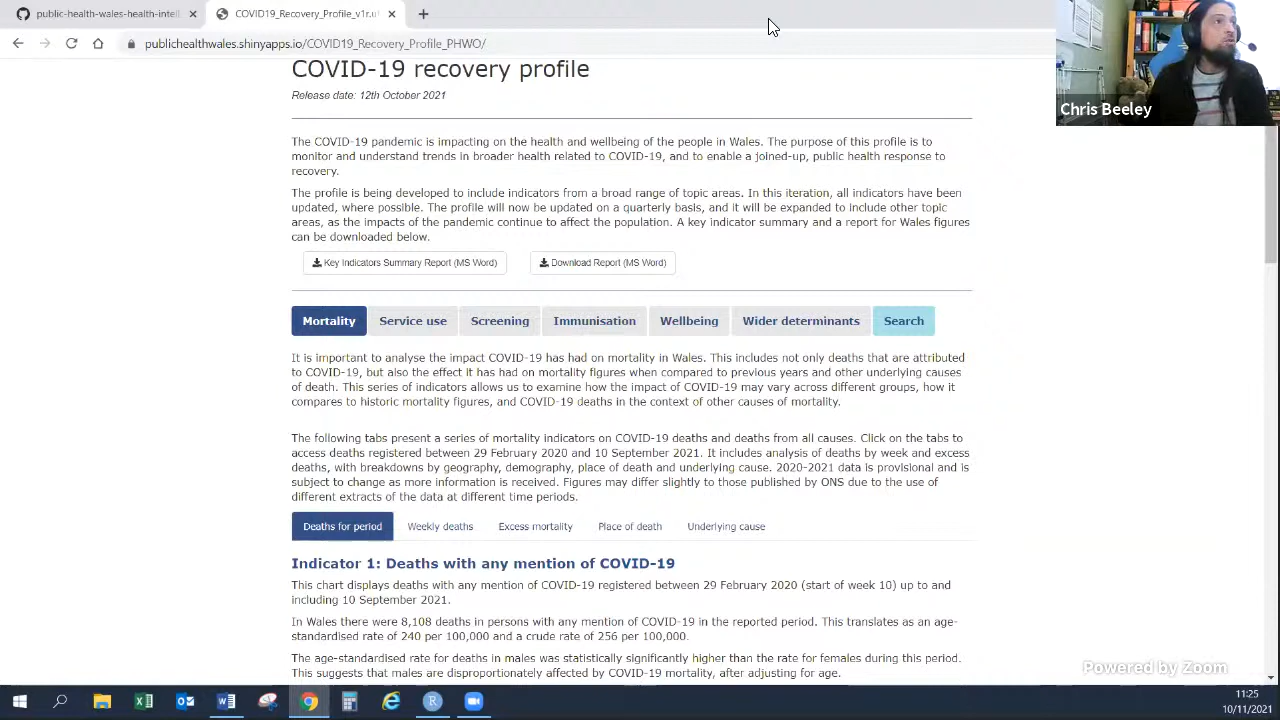 public-health-wales-health-intell
COVID19_Recovery_Profile_v1r.u
publichealthwales.shinyapps.io/COVID19_Recovery_Profile_PHWO/
Chris Beeley
COVID-19 recovery profile
Release date: 12th October 2021
The COVID-19 pandemic is impacting on the health and wellbeing of the people in Wales. The purpose of this profile is to
monitor and understand trends in broader health related to COVID-19, and to enable a joined-up, public health response to
recovery.
The profile is being developed to include indicators from a broad range of topic areas. In this iteration, all indicators have been
updated, where possible. The profile will now be updated on a quarterly basis, and it will be expanded to include other topic
areas, as the impacts of the pandemic continue to affect the population. A key indicator summary and a report for Wales figures
can be downloaded below.
Key Indicators Summary Report (MS Word) Download Report (MS Word)
Mortality Service use Screening Immunisation Wellbeing Wider determinants Search
It is important to analyse the impact COVID-19 has had on mortality in Wales. This includes not only deaths that are attributed
to COVID-19, but also the effect it has had on mortality figures when compared to previous years and other underlying causes
of death. This series of indicators allows us to examine how the impact of COVID-19 may vary across different groups, how it
compares to historic mortality figures, and COVID-19 deaths in the context of other causes of mortality.
The following tabs present a series of mortality indicators on COVID-19 deaths and deaths from all causes. Click on the tabs to
access deaths registered between 29 February 2020 and 10 September 2021. It includes analysis of deaths by week and excess
deaths, with breakdowns by geography, demography, place of death and underlying cause. 2020-2021 data is provisional and is
subject to change as more information is received. Figures may differ slightly to those published by ONS due to the use of
different extracts of the data at different time periods.
Deaths for period Weekly deaths Excess mortality Place of death Underlying cause
Indicator 1: Deaths with any mention of COVID-19
This chart displays deaths with any mention of COVID-19 registered between 29 February 2020 (start of week 10) up to and
including 10 September 2021.
In Wales there were 8,108 deaths in persons with any mention of COVID-19 in the reported period. This translates as an age-
standardised rate of 240 per 100,000 and a crude rate of 256 per 100,000.
The age-standardised rate for deaths in males was statistically significantly higher than the rate for females during this period.
This suggests that males are disproportionately affected by COVID-19 mortality, after adjusting for age.
Powered by Zoom
11:25
10/11/2021